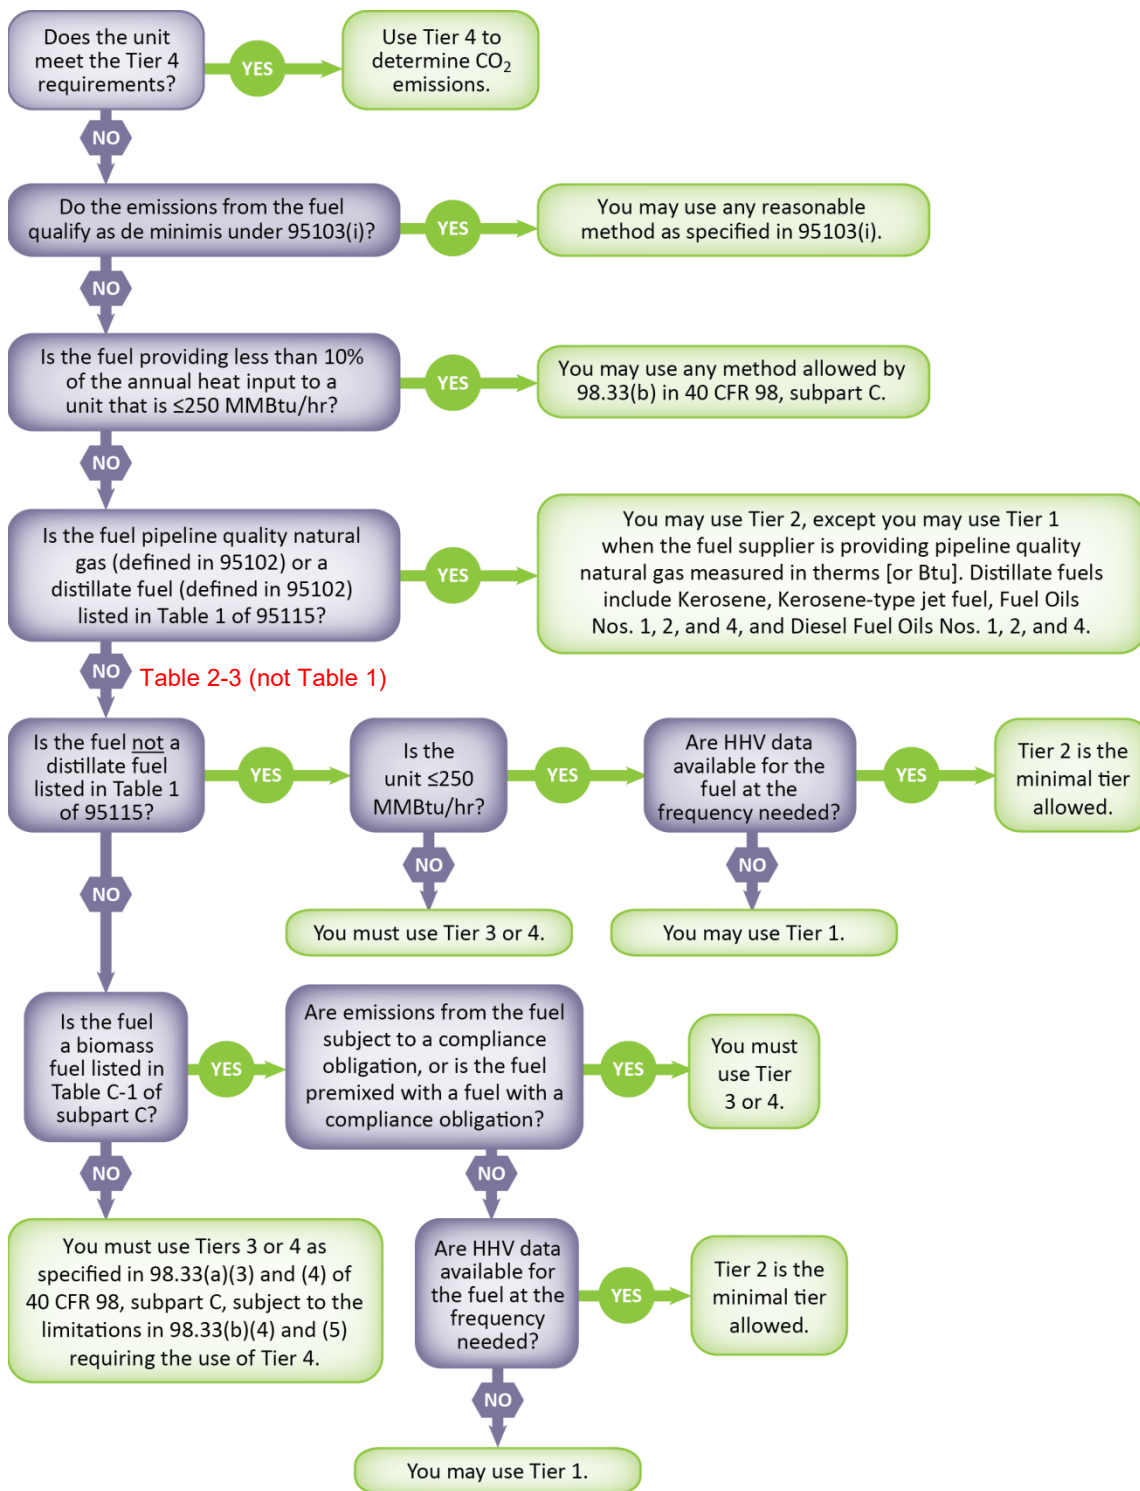 Does the unit
meet the Tier 4
requirements?
YES
Use Tier 4 to
determine CO₂
emissions.
NO
Do the emissions from the fuel
qualify as de minimis under 95103(i)?
YES
You may use any reasonable
method as specified in 95103(i).
NO
Is the fuel providing less than 10%
of the annual heat input to a
unit that is ≤250 MMBtu/hr?
YES
You may use any method allowed by
98.33(b) in 40 CFR 98, subpart C.
NO
Is the fuel pipeline quality natural
gas (defined in 95102) or a
distillate fuel (defined in 95102)
listed in Table 1 of 95115?
YES
You may use Tier 2, except you may use Tier 1
when the fuel supplier is providing pipeline quality
natural gas measured in therms [or Btu]. Distillate fuels
include Kerosene, Kerosene-type jet fuel, Fuel Oils
Nos. 1, 2, and 4, and Diesel Fuel Oils Nos. 1, 2, and 4.
NO
Table 2-3 (not Table 1)
Is the fuel not a
distillate fuel
listed in Table 1
of 95115?
YES
Is the
unit ≤250
MMBtu/hr?
YES
Are HHV data
available for the
fuel at the
frequency needed?
YES
Tier 2 is the
minimal tier
allowed.
NO
NO
NO
You must use Tier 3 or 4.
You may use Tier 1.
Is the fuel
a biomass
fuel listed in
Table C-1 of
subpart C?
YES
Are emissions from the fuel
subject to a compliance
obligation, or is the fuel
premixed with a fuel with a
compliance obligation?
YES
You must
use Tier
3 or 4.
NO
NO
You must use Tiers 3 or 4 as
specified in 98.33(a)(3) and (4) of
40 CFR 98, subpart C, subject to the
limitations in 98.33(b)(4) and (5)
requiring the use of Tier 4.
Are HHV data
available for
the fuel at the
frequency
needed?
YES
Tier 2 is the
minimal tier
allowed.
NO
You may use Tier 1.